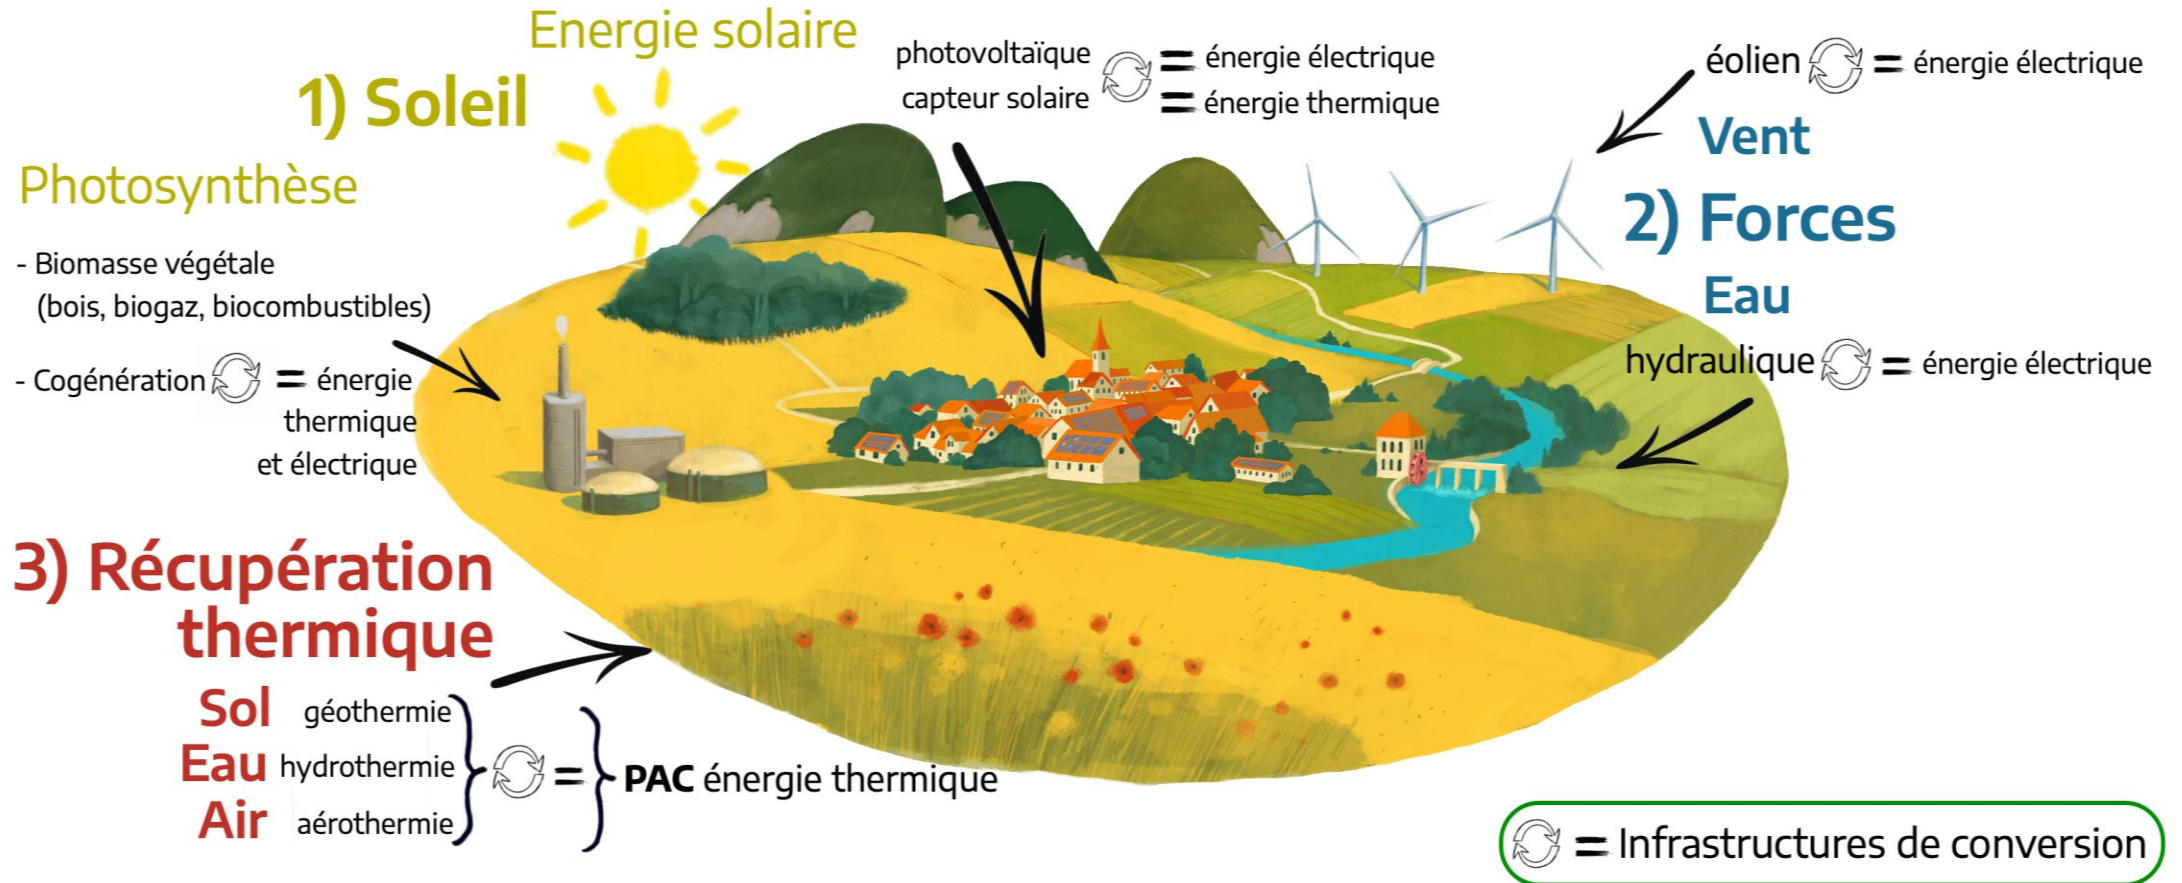 Energie solaire
1) Soleil
Photosynthèse
- Biomasse végétale
(bois, biogaz, biocombustibles)
- Cogénération = énergie
thermique
et électrique
photovoltaïque = énergie électrique
capteur solaire = énergie thermique
éolien = énergie électrique
Vent
2) Forces
Eau
hydraulique = énergie électrique
3) Récupération
thermique
Sol géothermie
Eau hydrothermie
Air aérothermie
= PAC énergie thermique
= Infrastructures de conversion